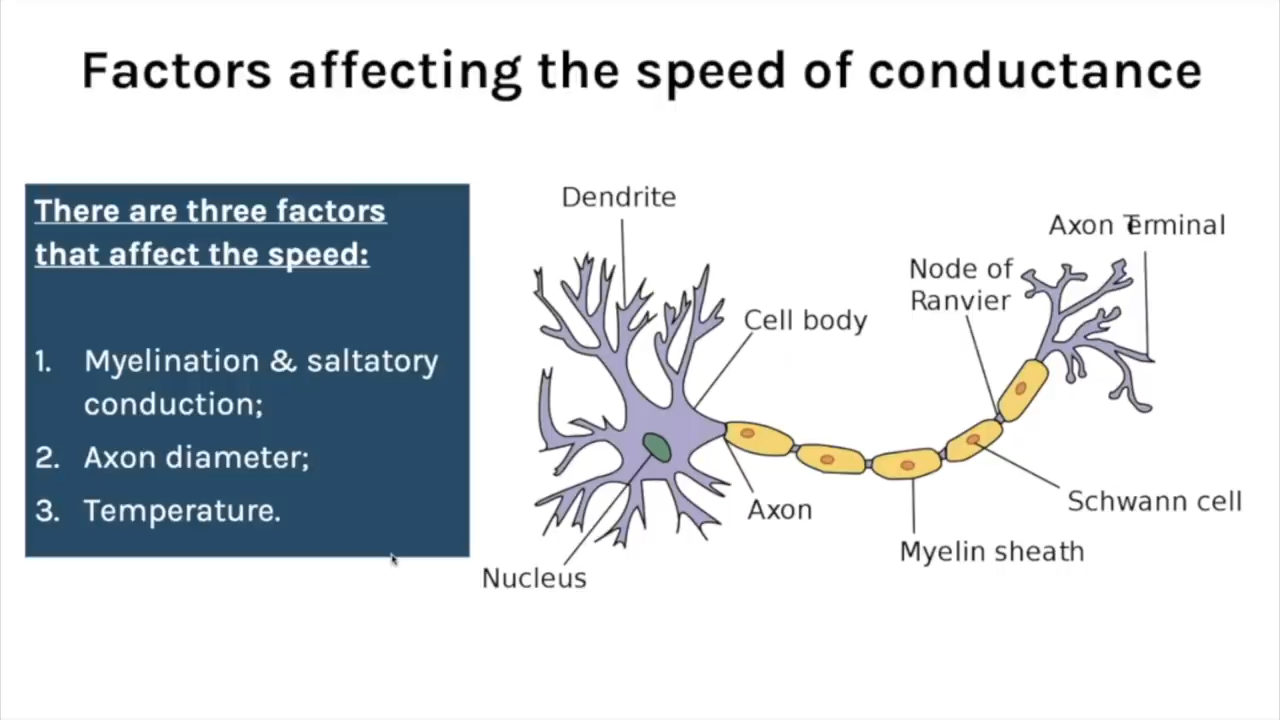 Factors affecting the speed of conductance
There are three factors
that affect the speed:
1. Myelination & saltatory
conduction;
2. Axon diameter;
3. Temperature.
Dendrite
Axon Terminal
Node of
Ranvier
Cell body
Axon
Schwann cell
Myelin sheath
Nucleus